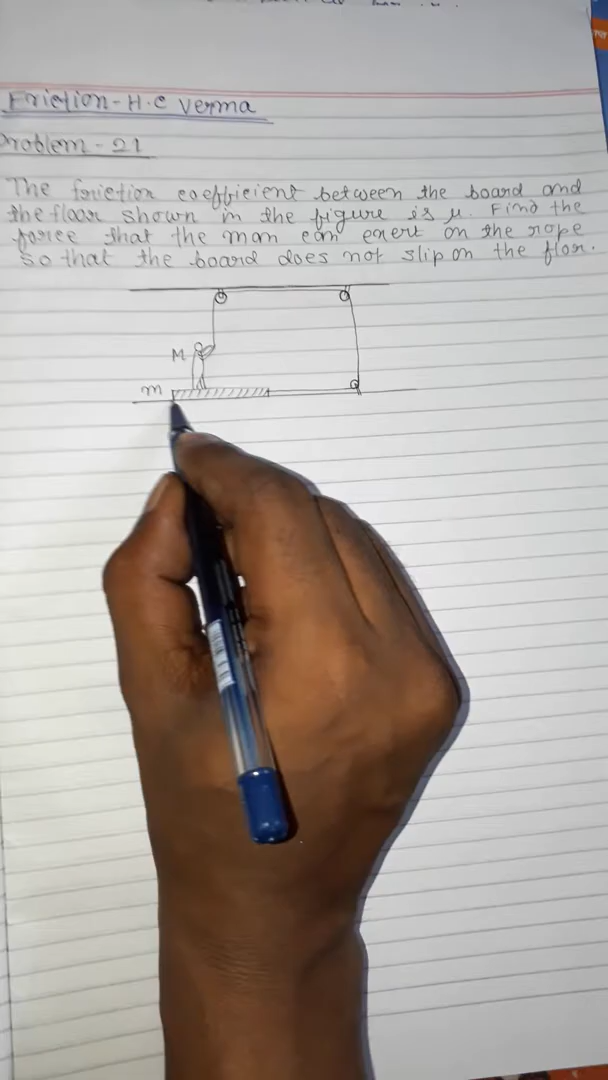 Friction - H.C Verma
Problem - 21
The friction coefficient between the board and
the floor shown in the figure is μ. Find the
force that the man can exert on the rope
so that the board does not slip on the flor.
M
m